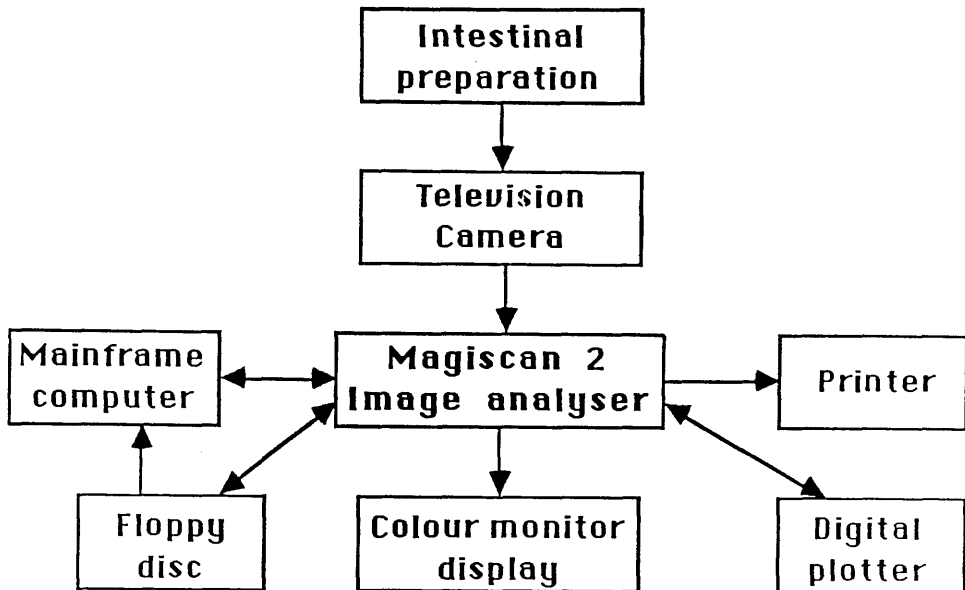 Intestinal
preparation
Television
Camera
Mainframe
computer
Magiscan 2
Image analyser
Printer
Floppy
disc
Colour monitor
display
Digital
plotter